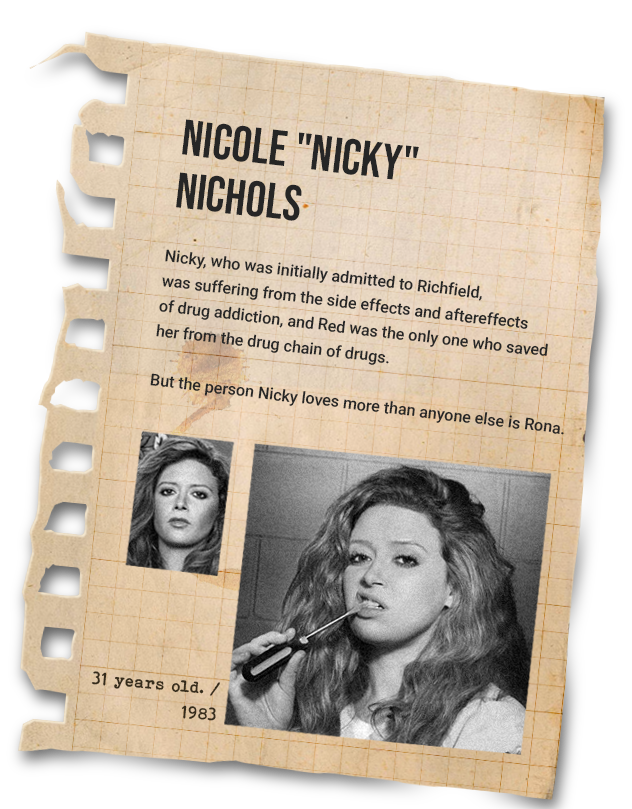 NICOLE "NICKY"
NICHOLS
Nicky, who was initially admitted to Richfield,
was suffering from the side effects and aftereffects
of drug addiction, and Red was the only one who saved
her from the drug chain of drugs.
But the person Nicky loves more than anyone else is Rona.
31 years old. /
1983